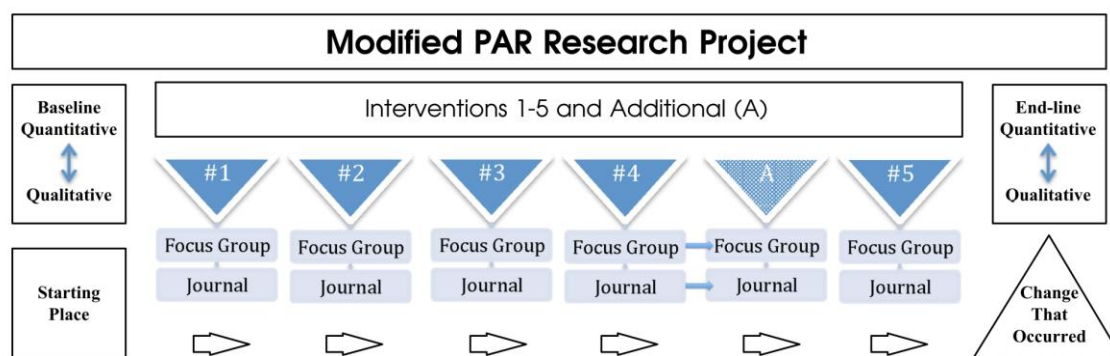 Modified PAR Research Project
Baseline
Quantitative
Qualitative
Interventions 1-5 and Additional (A)
End-line
Quantitative
Qualitative
#1 #2 #3 #4 A #5
Focus Group Focus Group Focus Group Focus Group Focus Group Focus Group
Journal Journal Journal Journal Journal Journal
Starting
Place
Change
That
Occurred